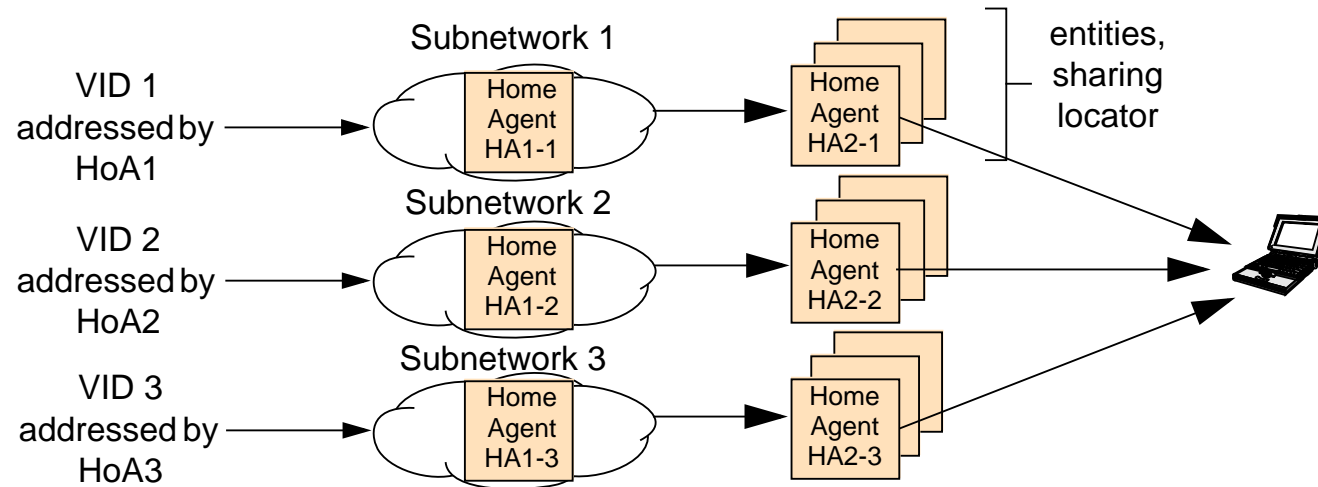 Subnetwork 1
VID 1
addressed by
HoA1
Home
Agent
HA1-1
Home
Agent
HA2-1
entities,
sharing
locator
Subnetwork 2
VID 2
addressed by
HoA2
Home
Agent
HA1-2
Home
Agent
HA2-2
Subnetwork 3
VID 3
addressed by
HoA3
Home
Agent
HA1-3
Home
Agent
HA2-3